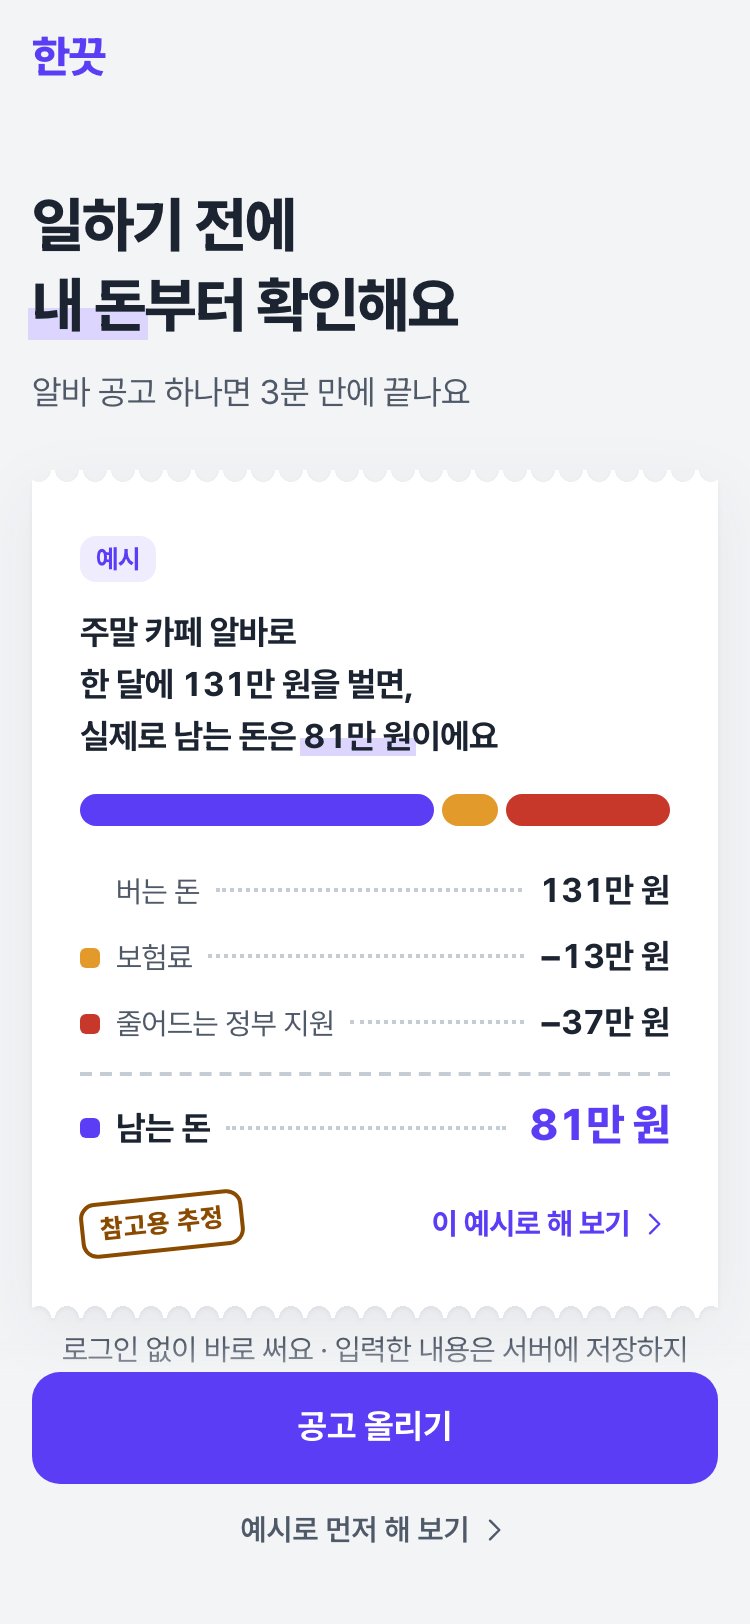 한끗
일하기 전에
내 돈부터 확인해요
알바 공고 하나면 3분 만에 끝나요
예시
주말 카페 알바로
한 달에 131만 원을 벌면,
실제로 남는 돈은 81만 원이에요
버는 돈 131만 원
보험료 −13만 원
줄어드는 정부 지원 −37만 원
남는 돈 81만 원
참고용 추정
이 예시로 해 보기
로그인 없이 바로 써요 · 입력한 내용은 서버에 저장하지
공고 올리기
예시로 먼저 해 보기